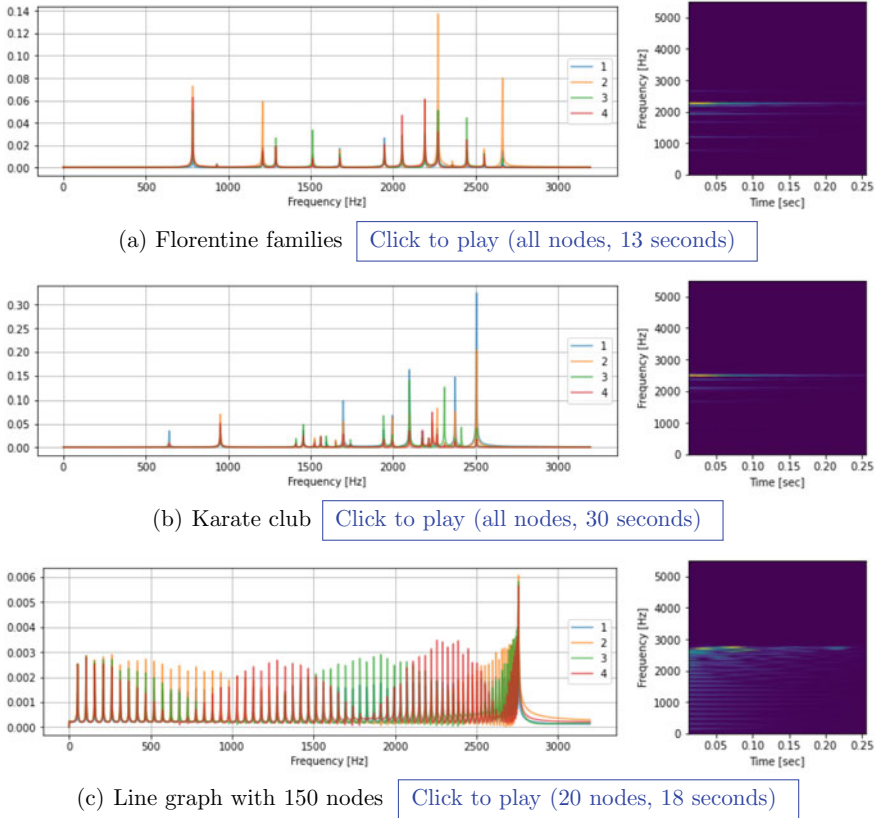 0.14
0.12
0.10
0.08
0.06
0.04
0.02
0.00
0 500 1000 1500 2000 2500 3000
Frequency [Hz]
1
2
3
4
Frequency [Hz]
5000
4000
3000
2000
1000
0
0.05 0.10 0.15 0.20 0.25
Time [sec]
(a) Florentine families Click to play (all nodes, 13 seconds)
0.30
0.25
0.20
0.15
0.10
0.05
0.00
0 500 1000 1500 2000 2500 3000
Frequency [Hz]
1
2
3
4
Frequency [Hz]
5000
4000
3000
2000
1000
0
0.05 0.10 0.15 0.20 0.25
Time [sec]
(b) Karate club Click to play (all nodes, 30 seconds)
0.006
0.005
0.004
0.003
0.002
0.001
0.000
0 500 1000 1500 2000 2500 3000
Frequency [Hz]
1
2
3
4
Frequency [Hz]
5000
4000
3000
2000
1000
0
0.05 0.10 0.15 0.20 0.25
Time [sec]
(c) Line graph with 150 nodes Click to play (20 nodes, 18 seconds)